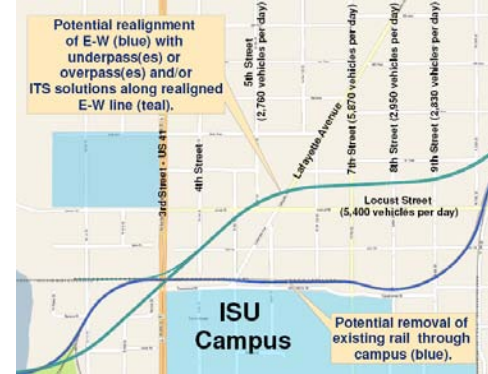 Potential realignment
of E-W (blue) with
underpass(es) or
overpass(es) and/or
ITS solutions along realigned
E-W line (teal).
3rd Street - US 41
4th Street
5th Street
(2,760 vehicles per day)
Lafayette Avenue
7th Street (5,870 vehicles per day)
8th Street (2,950 vehicles per day)
9th Street (2,830 vehicles per day)
Locust Street
(5,400 vehicles per day)
ISU
Campus
Potential removal of
existing rail through
campus (blue).